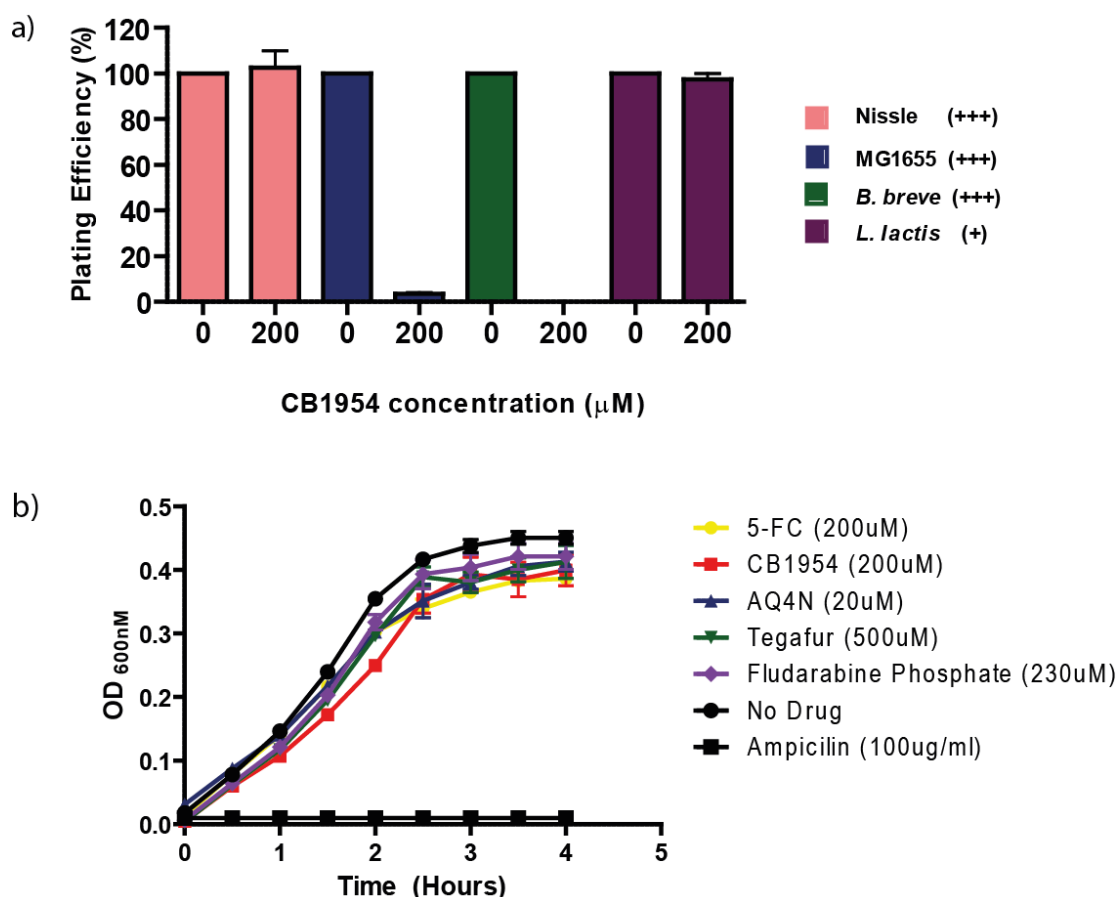 a)
Plating Efficiency (%)
120
100
80
60
40
20
0
0 200 0 200 0 200 0 200
CB1954 concentration (μM)
Nissle (+++)
MG1655 (+++)
B. breve (+++)
L. lactis (+)
b)
OD 600nM
0.5
0.4
0.3
0.2
0.1
0.0
0 1 2 3 4 5
Time (Hours)
5-FC (200uM)
CB1954 (200uM)
AQ4N (20uM)
Tegafur (500uM)
Fludarabine Phosphate (230uM)
No Drug
Ampicilin (100ug/ml)